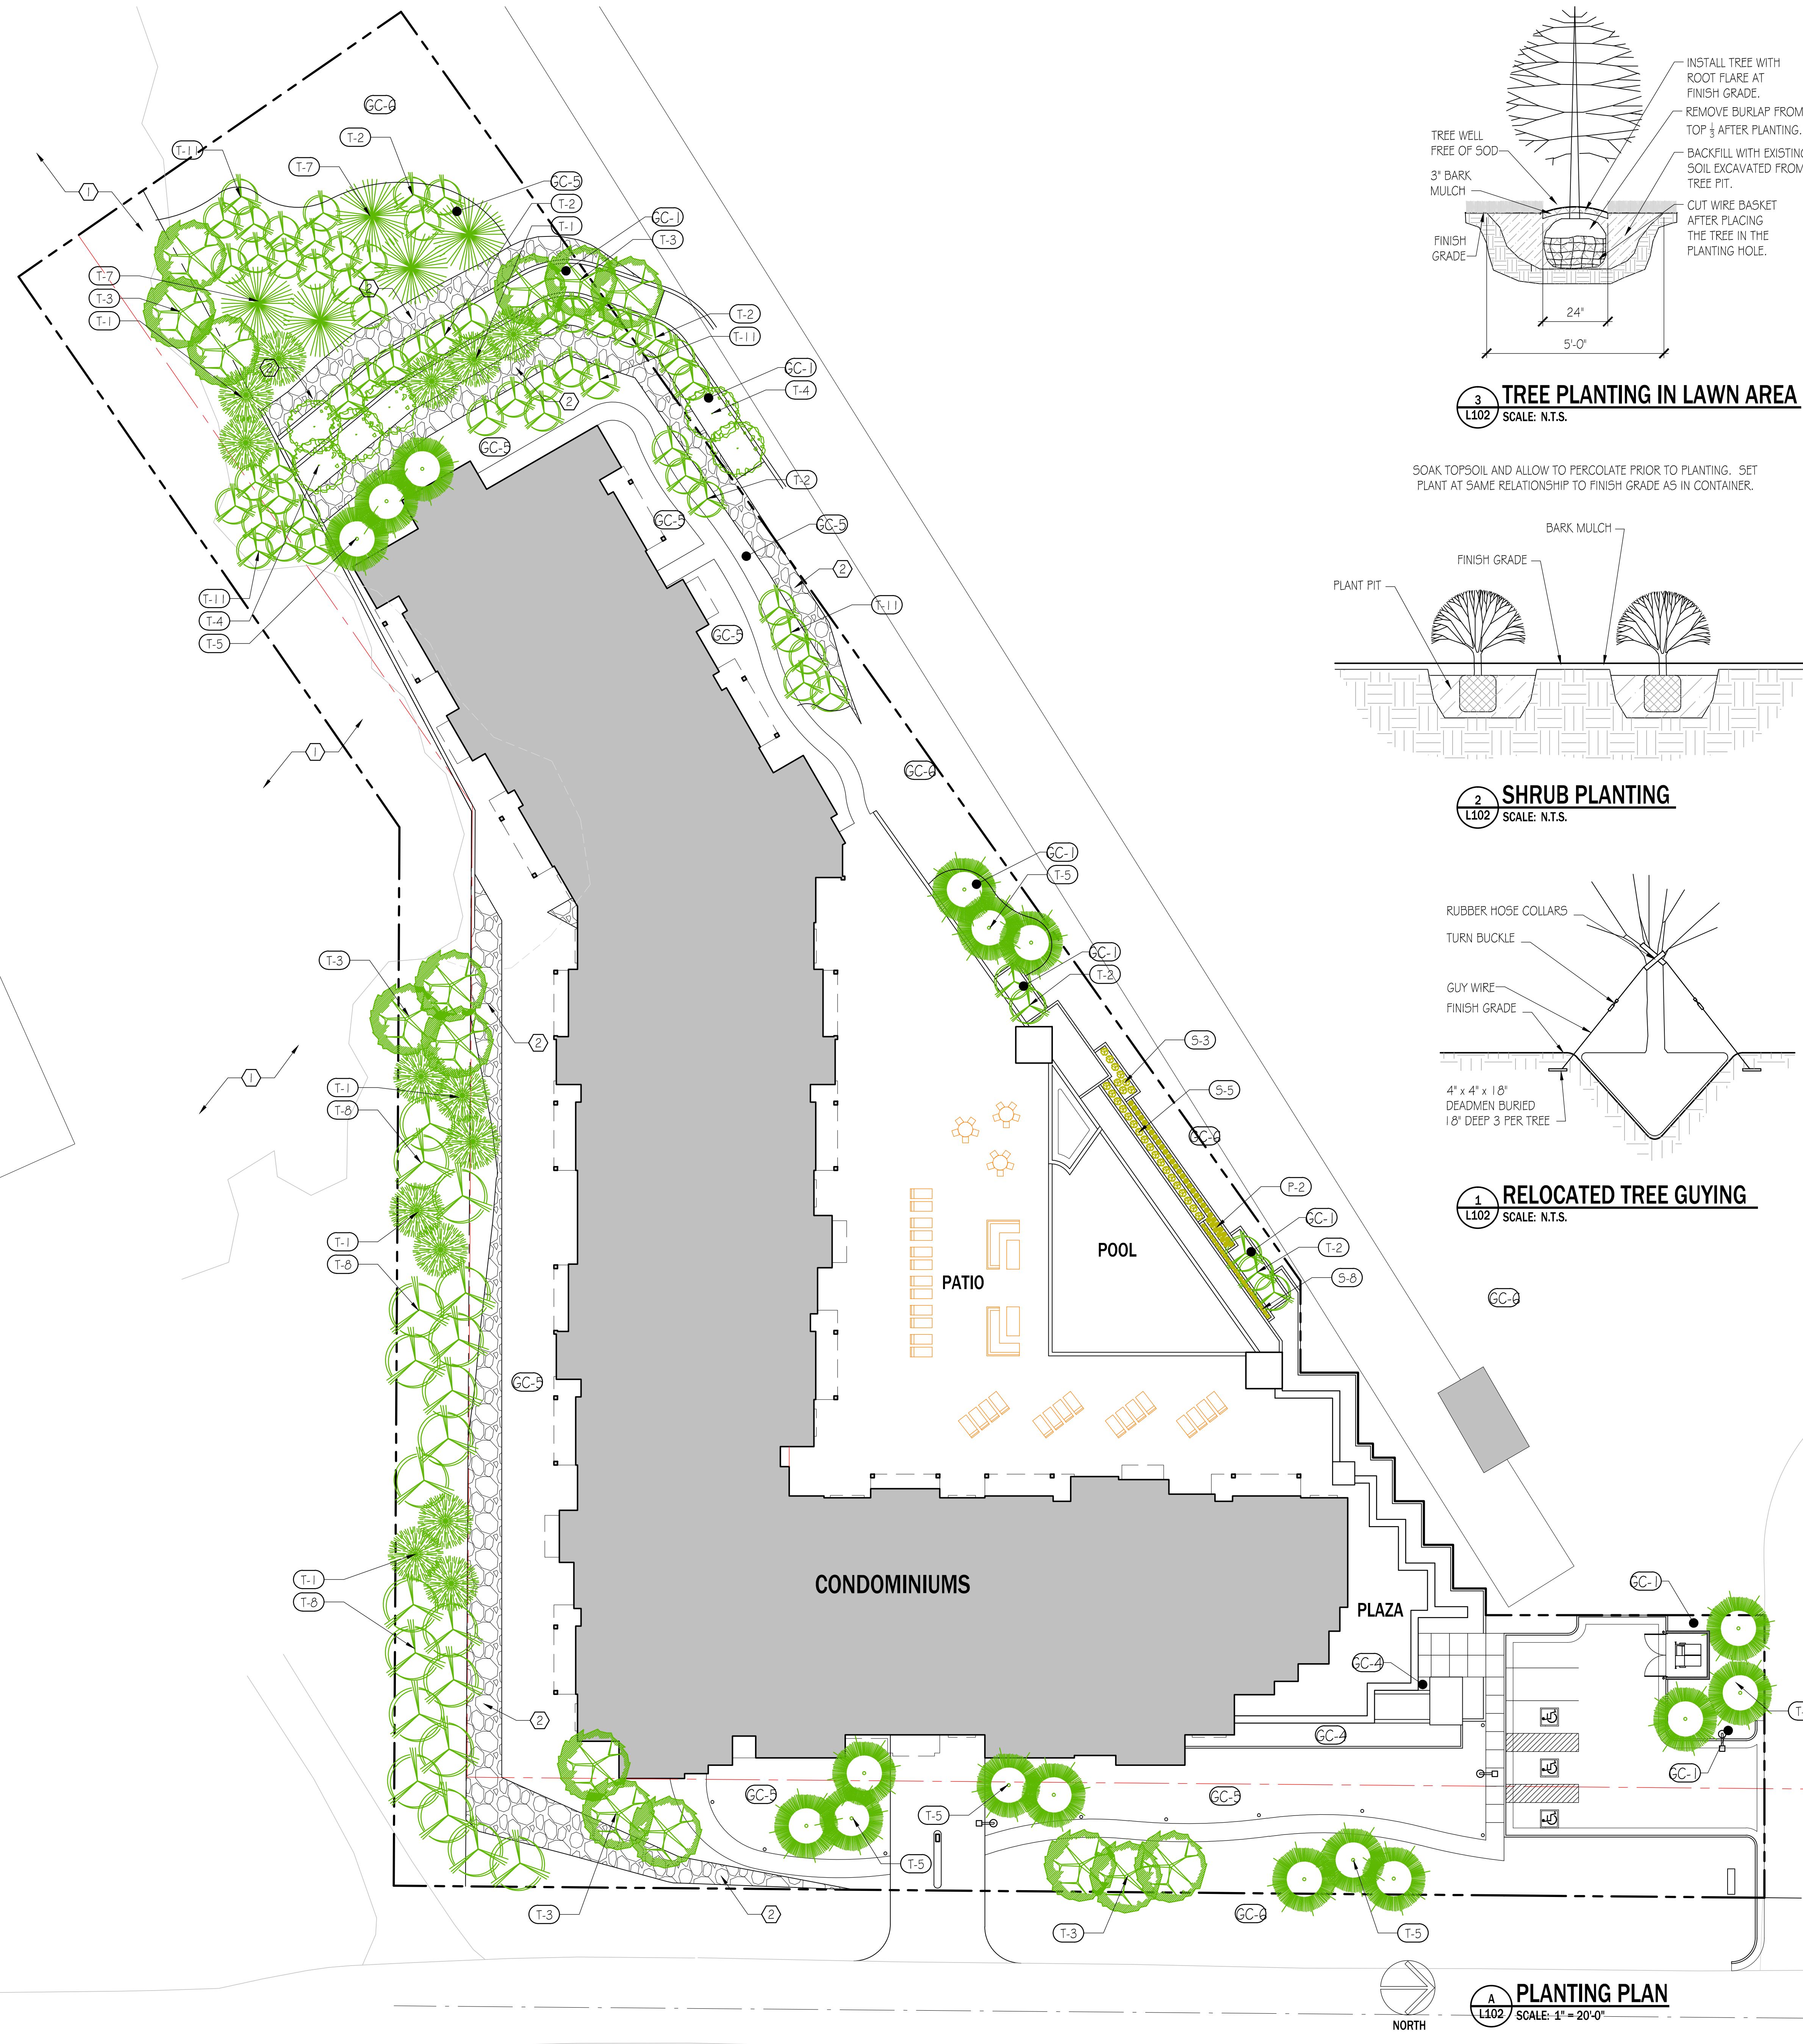 GC-6
T-2
T-11
T-7
GC-5
T-2
T-1
GC-1
T-3
T-7
T-3
T-1
2
2
1
T-2
T-11
GC-1
T-4
2
GC-5
T-2
GC-5
GC-5
2
T-11
T-11
T-4
T-5
GC-5
1
GC-6
GC-1
T-5
T-3
GC-1
T-2
2
S-3
1
T-1
T-8
S-5
GC-6
P-2
GC-1
T-1
T-8
T-2
S-8
POOL
PATIO
GC-6
GC-5
CONDOMINIUMS
T-1
T-8
PLAZA
GC-1
GC-4
2
GC-4
GC-1
GC-5
GC-5
T-5
T-5
T-3
2
GC-6
T-3
T-5
NORTH
A
L102
PLANTING PLAN
SCALE: 1" = 20'-0"
INSTALL TREE WITH
ROOT FLARE AT
FINISH GRADE.
REMOVE BURLAP FROM
TOP 1/3 AFTER PLANTING.
BACKFILL WITH EXISTING
SOIL EXCAVATED FROM
TREE PIT.
CUT WIRE BASKET
AFTER PLACING
THE TREE IN THE
PLANTING HOLE.
TREE WELL
FREE OF SOD
3" BARK
MULCH
FINISH
GRADE
24"
5'-0"
3
L102
TREE PLANTING IN LAWN AREA
SCALE: N.T.S.
SOAK TOPSOIL AND ALLOW TO PERCOLATE PRIOR TO PLANTING. SET
PLANT AT SAME RELATIONSHIP TO FINISH GRADE AS IN CONTAINER.
BARK MULCH
FINISH GRADE
PLANT PIT
2
L102
SHRUB PLANTING
SCALE: N.T.S.
RUBBER HOSE COLLARS
TURN BUCKLE
GUY WIRE
FINISH GRADE
4" x 4" x 18"
DEADMEN BURIED
18" DEEP 3 PER TREE
1
L102
RELOCATED TREE GUYING
SCALE: N.T.S.